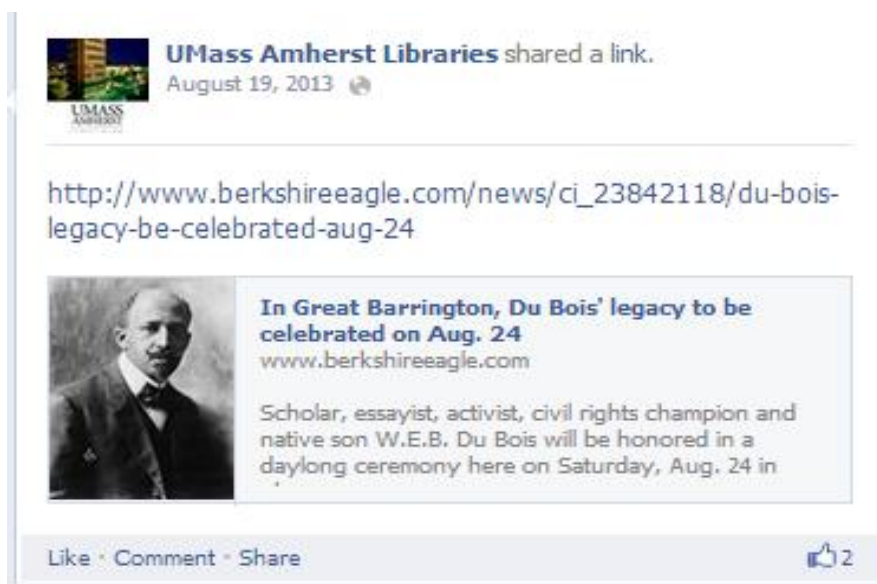 UMass Amherst Libraries shared a link.
August 19, 2013
UMASS
AMHERST
http://www.berkshireeagle.com/news/ci_23842118/du-bois-
legacy-be-celebrated-aug-24
In Great Barrington, Du Bois' legacy to be
celebrated on Aug. 24
www.berkshireeagle.com
Scholar, essayist, activist, civil rights champion and
native son W.E.B. Du Bois will be honored in a
daylong ceremony here on Saturday, Aug. 24 in
Like · Comment · Share 2